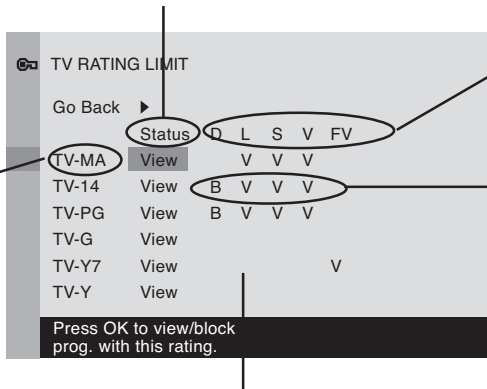 TV RATING LIMIT
Go Back
Status D L S V FV
TV-MA View V V V
TV-14 View B V V V
TV-PG View B V V V
TV-G View
TV-Y7 View V
TV-Y View
Press OK to view/block
prog. with this rating.